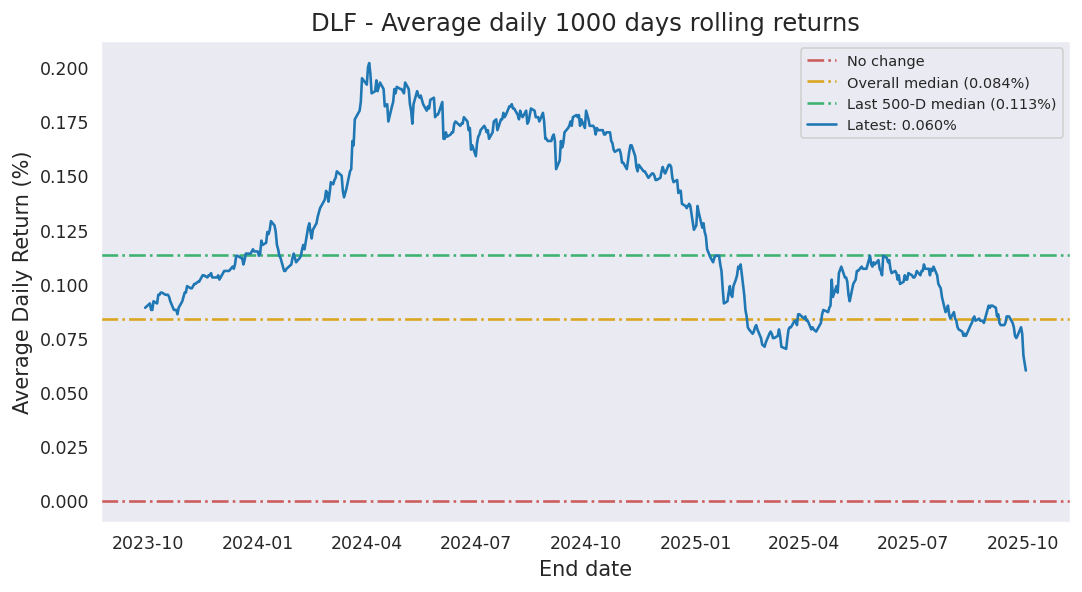 DLF - Average daily 1000 days rolling returns
No change
Overall median (0.084%)
Last 500-D median (0.113%)
Latest: 0.060%
Average Daily Return (%)
0.200
0.175
0.150
0.125
0.100
0.075
0.050
0.025
0.000
2023-10 2024-01 2024-04 2024-07 2024-10 2025-01 2025-04 2025-07 2025-10
End date